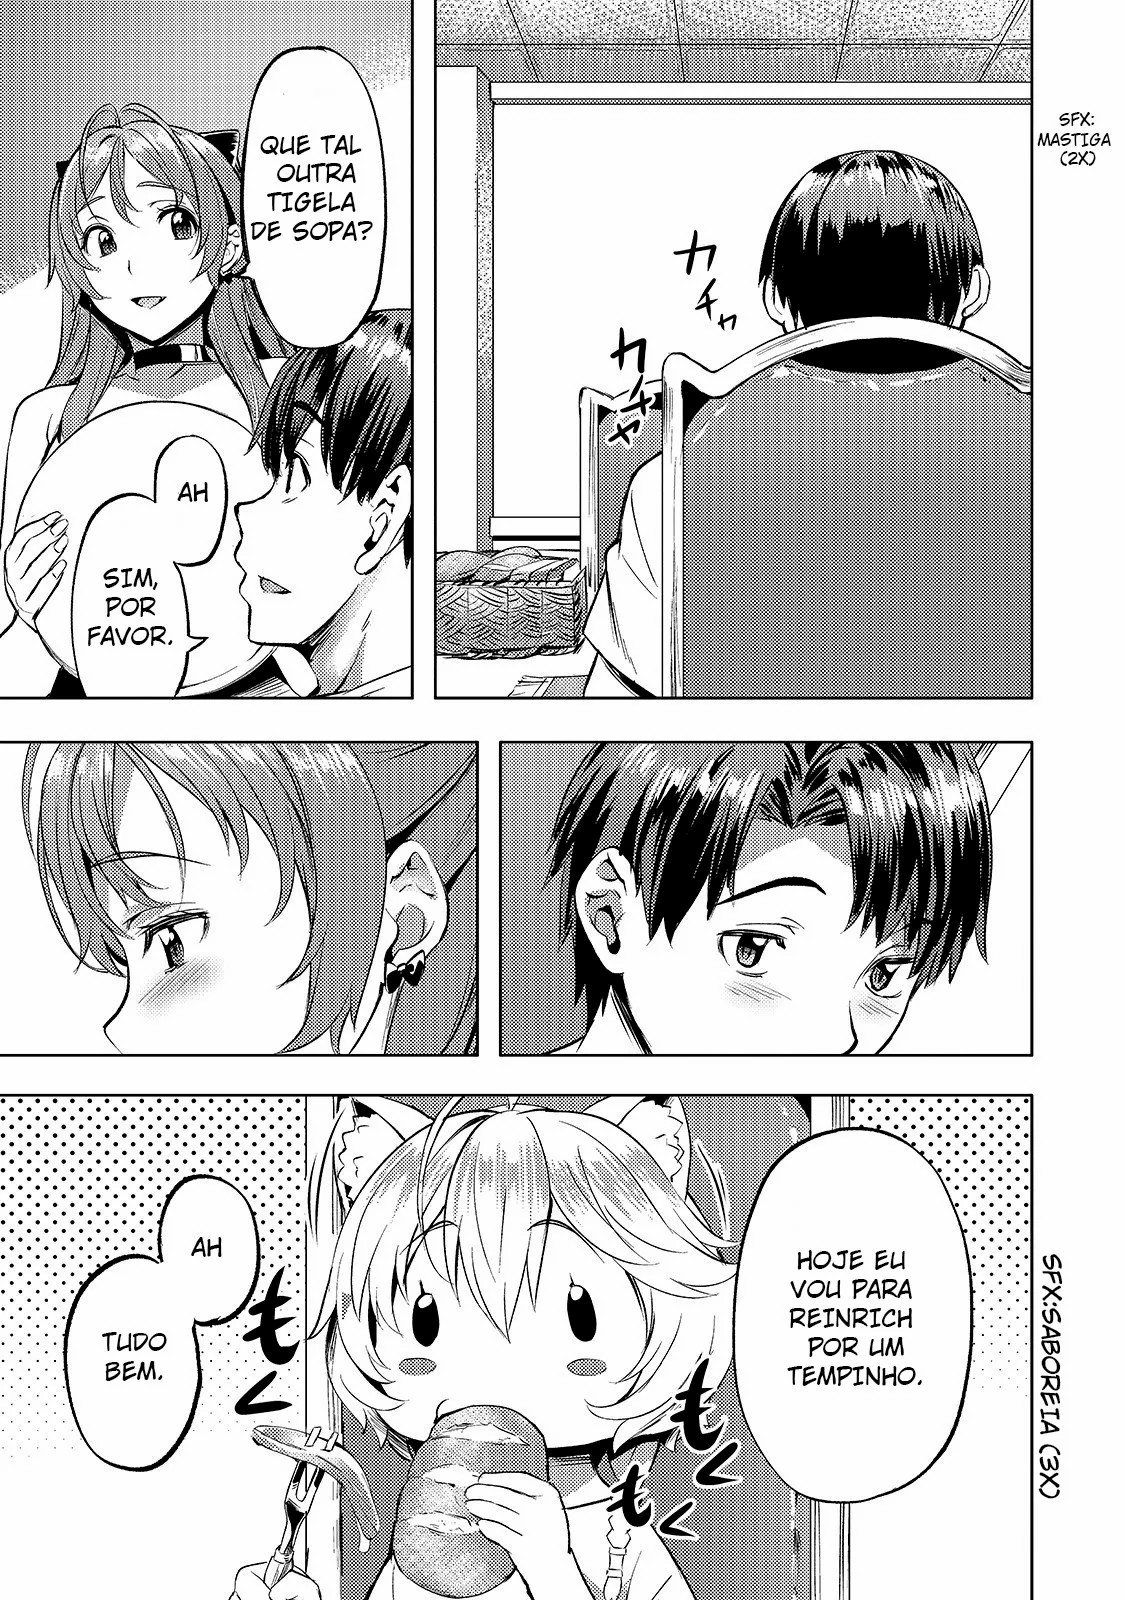 SFX:
MASTIGA
(2X)
カチャ
カチャ
QUE TAL
OUTRA
TIGELA
DE SOPA?
AH
SIM,
POR
FAVOR.
HOJE EU
VOU PARA
REINRICH
POR UM
TEMPINHO.
SFX:SABOREIA (3X)
もく
もく
もく
AH
TUDO
BEM.